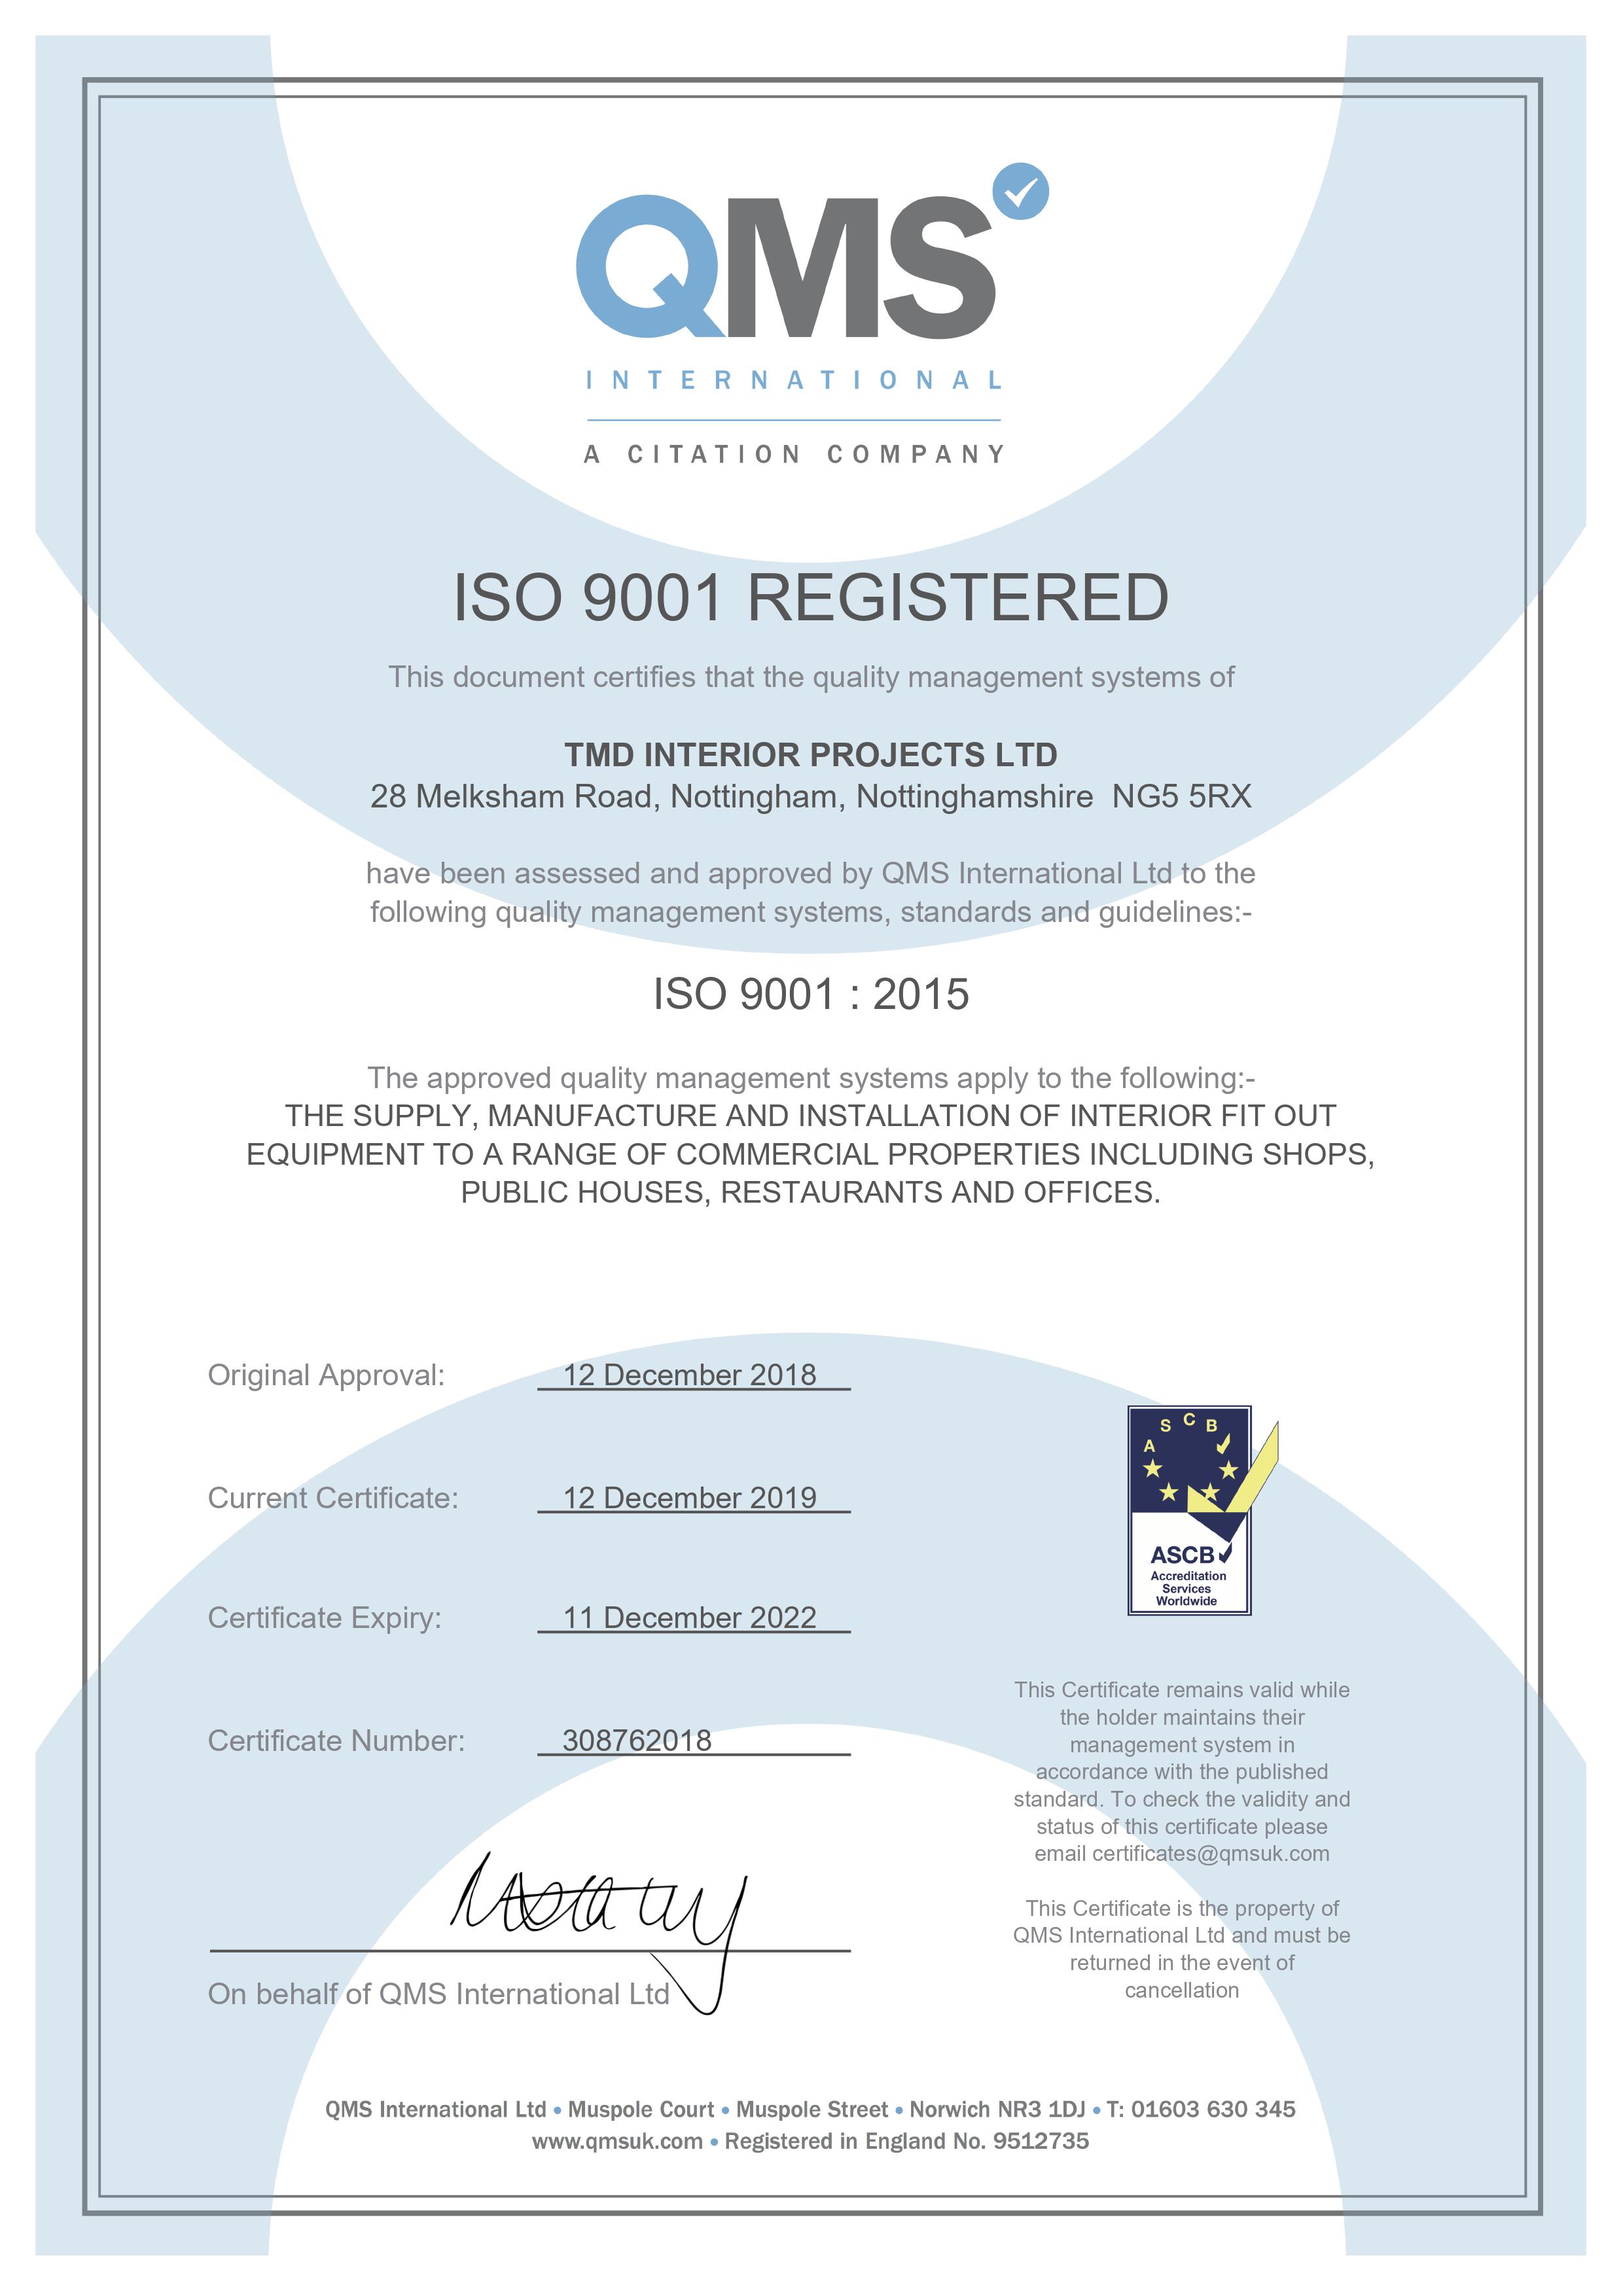 QMS
INTERNATIONAL
A CITATION COMPANY
ISO 9001 REGISTERED
This document certifies that the quality management systems of
TMD INTERIOR PROJECTS LTD
28 Melksham Road, Nottingham, Nottinghamshire  NG5 5RX
have been assessed and approved by QMS International Ltd to the
following quality management systems, standards and guidelines:-
ISO 9001 : 2015
The approved quality management systems apply to the following:-
THE SUPPLY, MANUFACTURE AND INSTALLATION OF INTERIOR FIT OUT
EQUIPMENT TO A RANGE OF COMMERCIAL PROPERTIES INCLUDING SHOPS,
PUBLIC HOUSES, RESTAURANTS AND OFFICES.
Original Approval: 12 December 2018
Current Certificate: 12 December 2019
Certificate Expiry: 11 December 2022
Certificate Number: 308762018
On behalf of QMS International Ltd
A S C B
ASCB
Accreditation
Services
Worldwide
This Certificate remains valid while
the holder maintains their
management system in
accordance with the published
standard. To check the validity and
status of this certificate please
email certificates@qmsuk.com
This Certificate is the property of
QMS International Ltd and must be
returned in the event of
cancellation
QMS International Ltd • Muspole Court • Muspole Street • Norwich NR3 1DJ • T: 01603 630 345
www.qmsuk.com • Registered in England No. 9512735